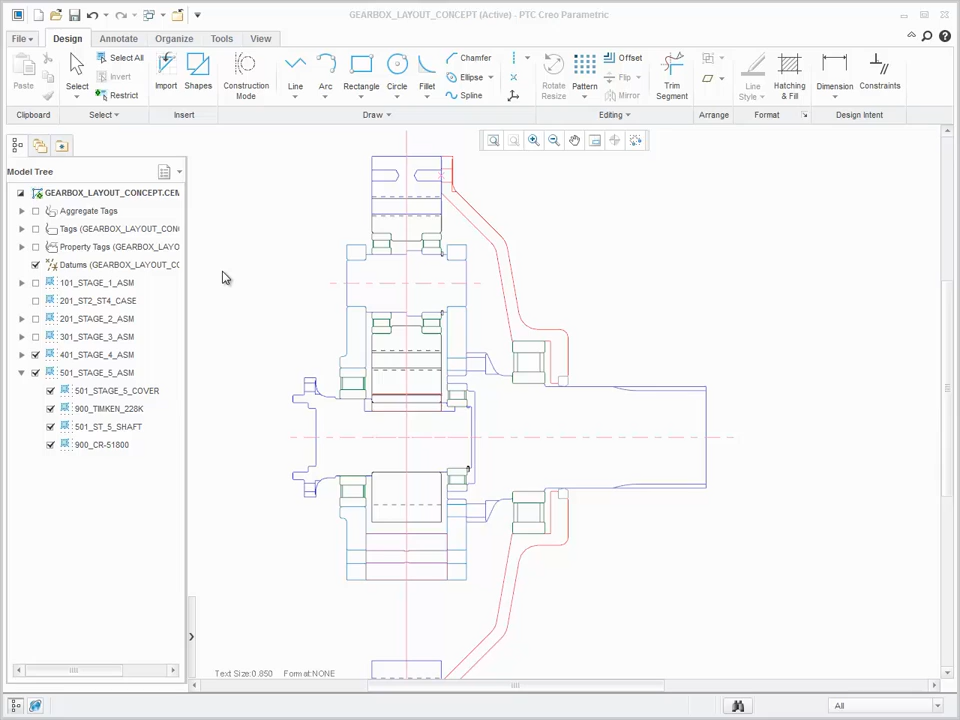 GEARBOX_LAYOUT_CONCEPT (Active) - PTC Creo Parametric
File Design Annotate Organize Tools View
Paste
Select
Select All
Invert
Restrict
Import
Shapes
Construction Mode
Line
Arc
Rectangle
Circle
Fillet
Chamfer
Ellipse
Spline
Rotate Resize
Pattern
Offset
Flip
Mirror
Trim Segment
Line Style
Hatching & Fill
Dimension
Constraints
Clipboard Select Insert Draw Editing Arrange Format Design Intent
Model Tree
GEARBOX_LAYOUT_CONCEPT.CEM
Aggregate Tags
Tags (GEARBOX_LAYOUT_CON
Property Tags (GEARBOX_LAYO
Datums (GEARBOX_LAYOUT_CC
101_STAGE_1_ASM
201_ST2_ST4_CASE
201_STAGE_2_ASM
301_STAGE_3_ASM
401_STAGE_4_ASM
501_STAGE_5_ASM
501_STAGE_5_COVER
900_TIMKEN_228K
501_ST_5_SHAFT
900_CR-51800
Text Size:0.850 Format:NONE
All